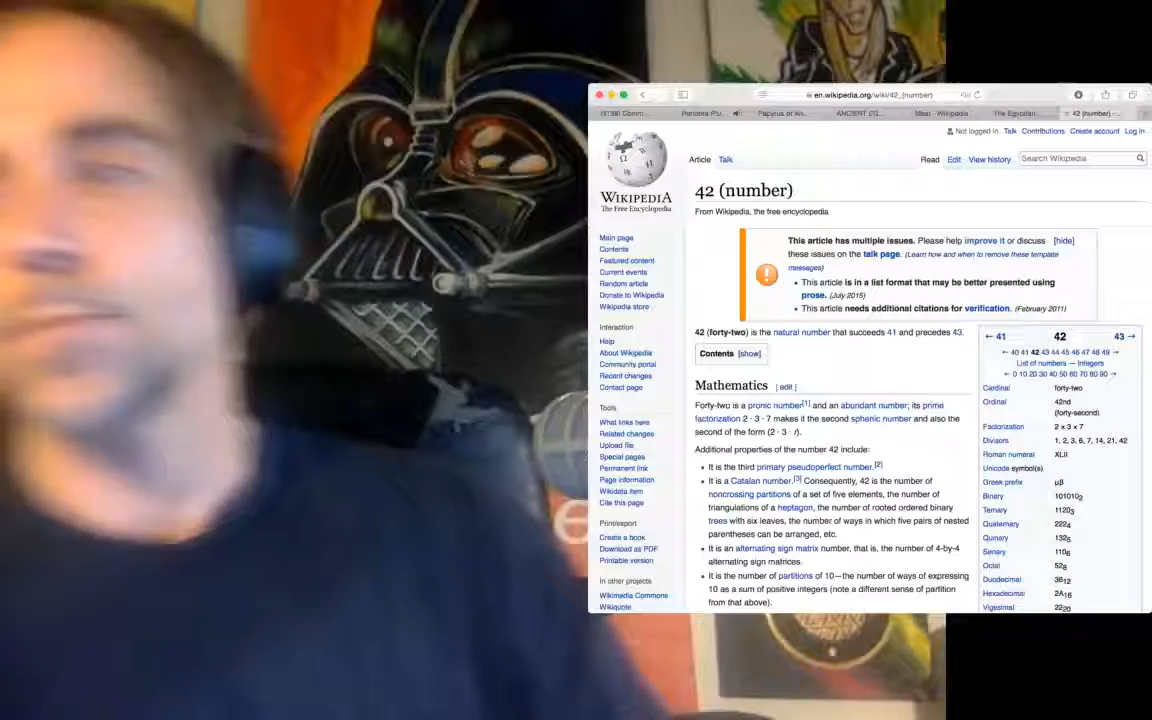 en.wikipedia.org/wiki/42_(number)
Papyrus of An...
ANCIENT EG...
Maat - Wikipedia
The Egyptian...
42 (number) -...
Not logged in Talk Contributions Create account Log in
Article Talk
Read Edit View history
Search Wikipedia
WIKIPEDIA
The Free Encyclopedia
Main page
Contents
Featured content
Current events
Random article
Donate to Wikipedia
Wikipedia store
Interaction
Help
About Wikipedia
Community portal
Recent changes
Contact page
Tools
What links here
Related changes
Upload file
Special pages
Permanent link
Page information
Wikidata item
Cite this page
Print/export
Create a book
Download as PDF
Printable version
In other projects
Wikimedia Commons
Wikiquote
42 (number)
From Wikipedia, the free encyclopedia
This article has multiple issues. Please help improve it or discuss [hide]
these issues on the talk page. (Learn how and when to remove these template
messages)
• This article is in a list format that may be better presented using
prose. (July 2015)
• This article needs additional citations for verification. (February 2011)
42 (forty-two) is the natural number that succeeds 41 and precedes 43.
Contents [show]
Mathematics [ edit ]
Forty-two is a pronic number[1] and an abundant number; its prime
factorization 2 · 3 · 7 makes it the second sphenic number and also the
second of the form (2 · 3 · r).
Additional properties of the number 42 include:
• It is the third primary pseudoperfect number.[2]
• It is a Catalan number.[3] Consequently, 42 is the number of
noncrossing partitions of a set of five elements, the number of
triangulations of a heptagon, the number of rooted ordered binary
trees with six leaves, the number of ways in which five pairs of nested
parentheses can be arranged, etc.
• It is an alternating sign matrix number, that is, the number of 4-by-4
alternating sign matrices.
• It is the number of partitions of 10—the number of ways of expressing
10 as a sum of positive integers (note a different sense of partition
from that above).
← 41 42 43 →
← 40 41 42 43 44 45 46 47 48 49 →
List of numbers — Integers
← 0 10 20 30 40 50 60 70 80 90 →
Cardinal forty-two
Ordinal 42nd
(forty-second)
Factorization 2 × 3 × 7
Divisors 1, 2, 3, 6, 7, 14, 21, 42
Roman numeral XLII
Unicode symbol(s)
Greek prefix μβ
Binary 101010₂
Ternary 1120₃
Quaternary 222₄
Quinary 132₅
Senary 110₆
Octal 52₈
Duodecimal 36₁₂
Hexadecimal 2A₁₆
Vigesimal 22₂₀